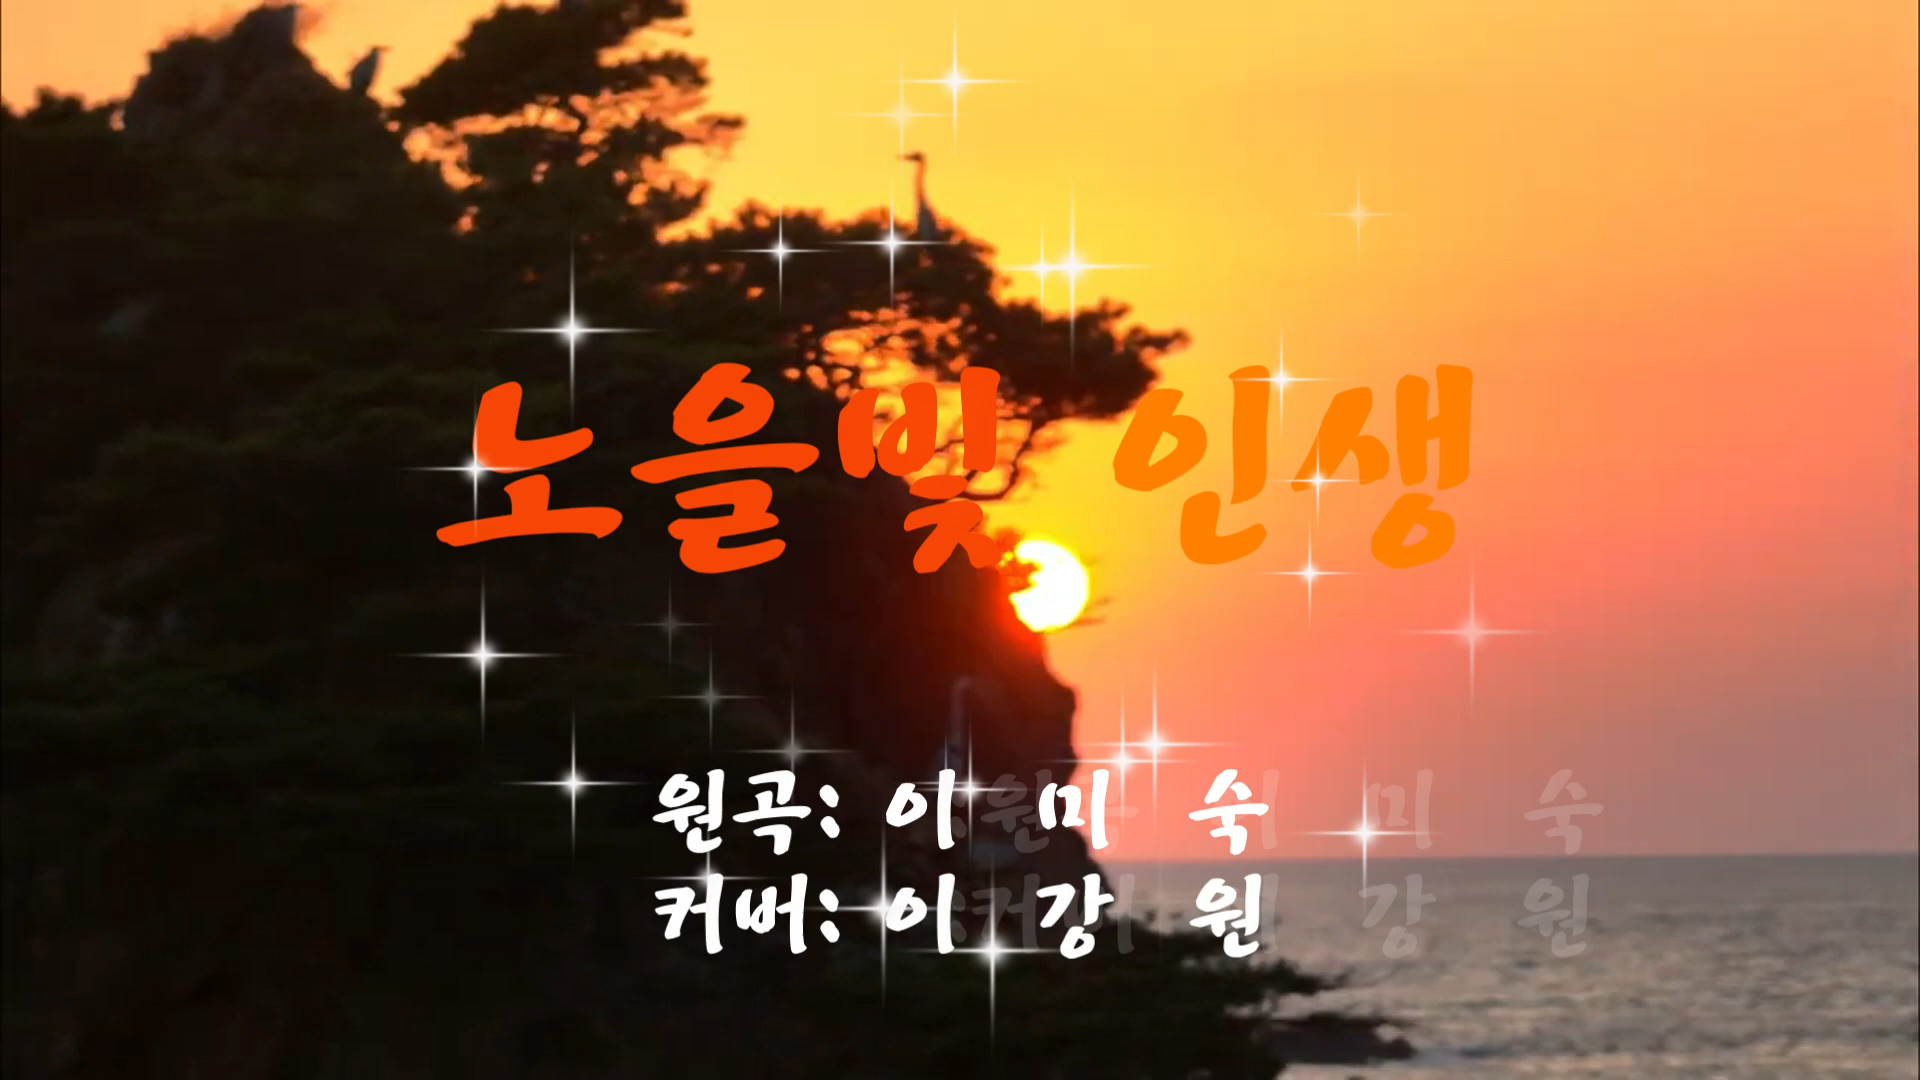 노을빛 인생
원곡: 이 미 숙
커버: 이 강 원